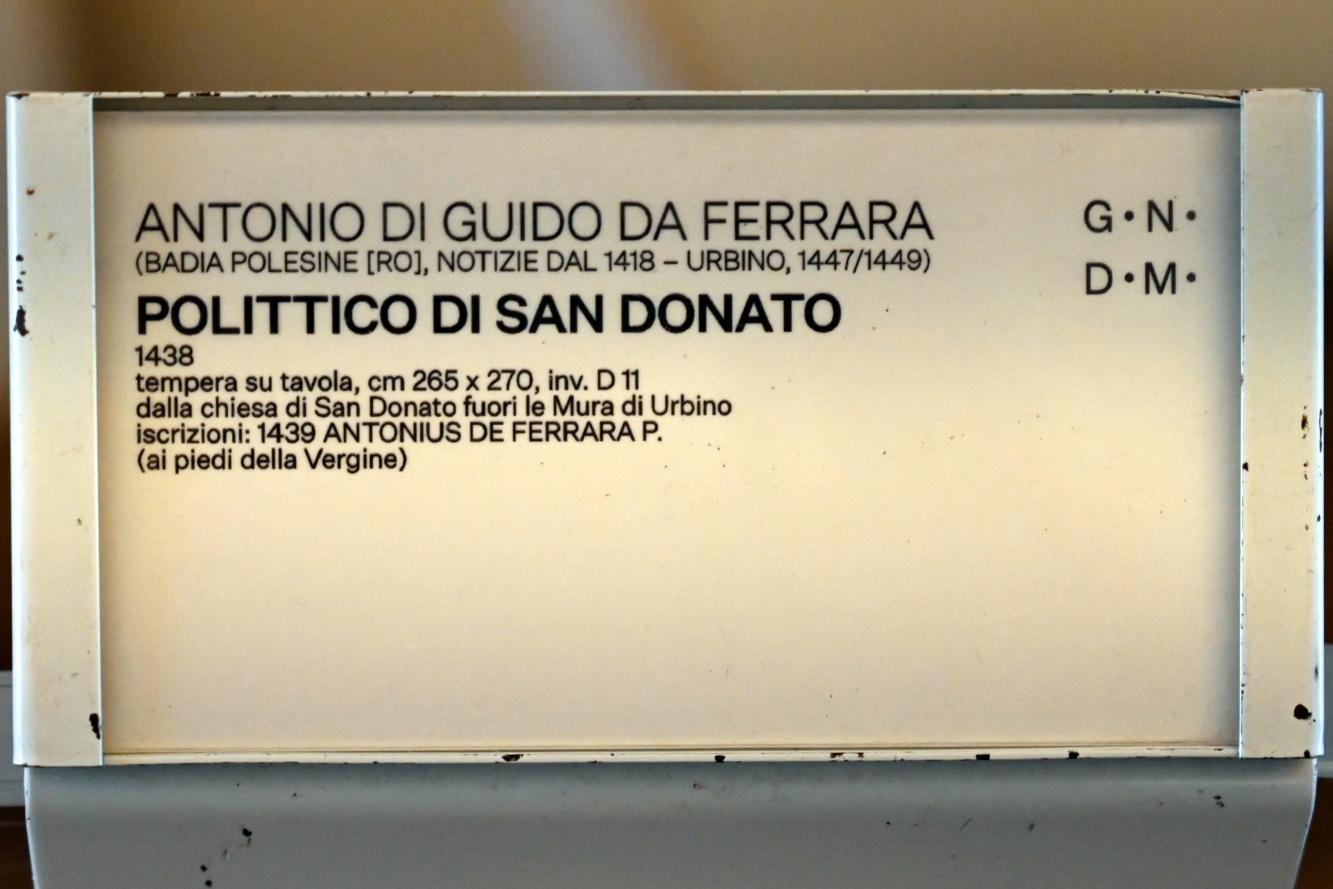 ANTONIO DI GUIDO DA FERRARA
(BADIA POLESINE [RO], NOTIZIE DAL 1418 – URBINO, 1447/1449)
POLITTICO DI SAN DONATO
1438
tempera su tavola, cm 265 x 270, inv. D 11
dalla chiesa di San Donato fuori le Mura di Urbino
iscrizioni: 1439 ANTONIUS DE FERRARA P.
(ai piedi della Vergine)
G • N •
D • M •